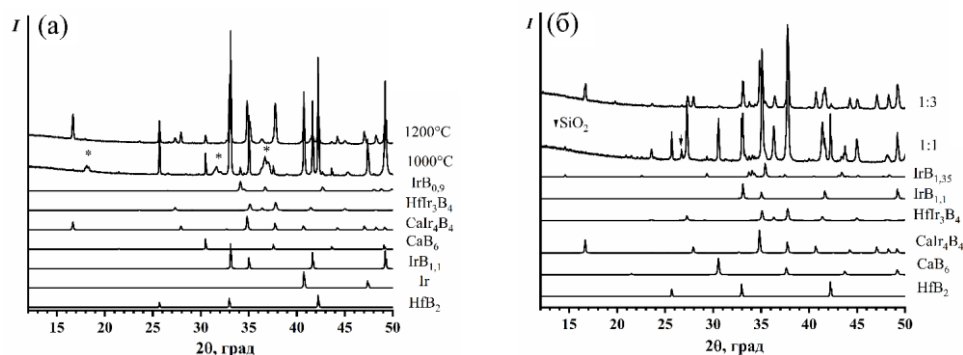 I (а)
*
*
*
1200°C
1000°C
IrB0,9
HfIr3B4
CaIr4B4
CaB6
IrB1,1
Ir
HfB2
15 20 25 30 35 40 45 50
2θ, град
I (б)
SiO2
1:3
1:1
IrB1,35
IrB1,1
HfIr3B4
CaIr4B4
CaB6
HfB2
15 20 25 30 35 40 45 50
2θ, град